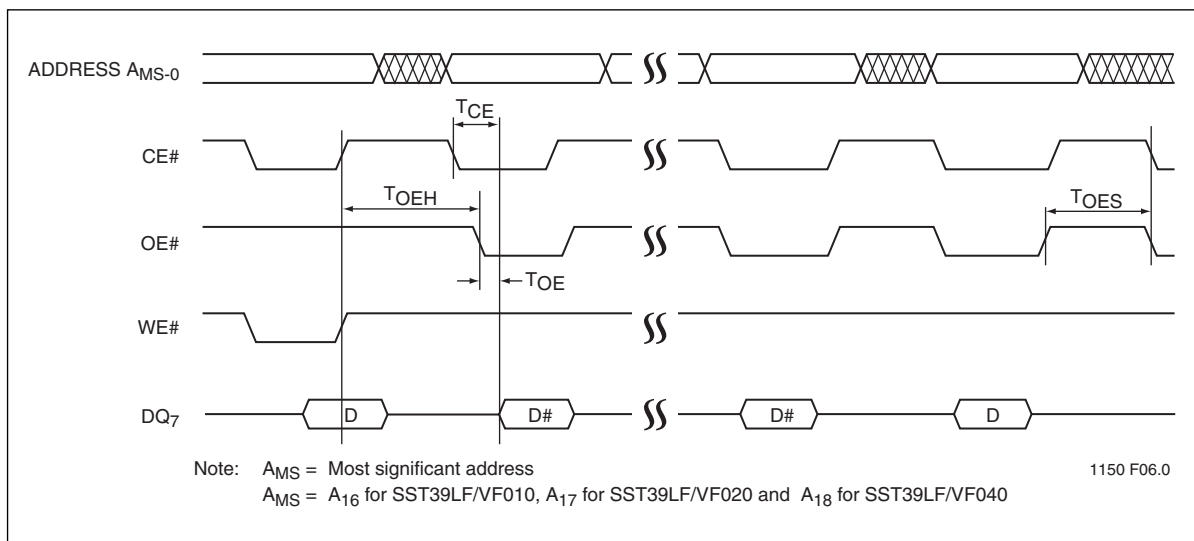 ADDRESS AMS-0
TCE
CE#
TOEH
TOES
OE#
TOE
WE#
DQ7
D
D#
D#
D
Note: AMS = Most significant address
1150 F06.0
AMS = A16 for SST39LF/VF010, A17 for SST39LF/VF020 and A18 for SST39LF/VF040